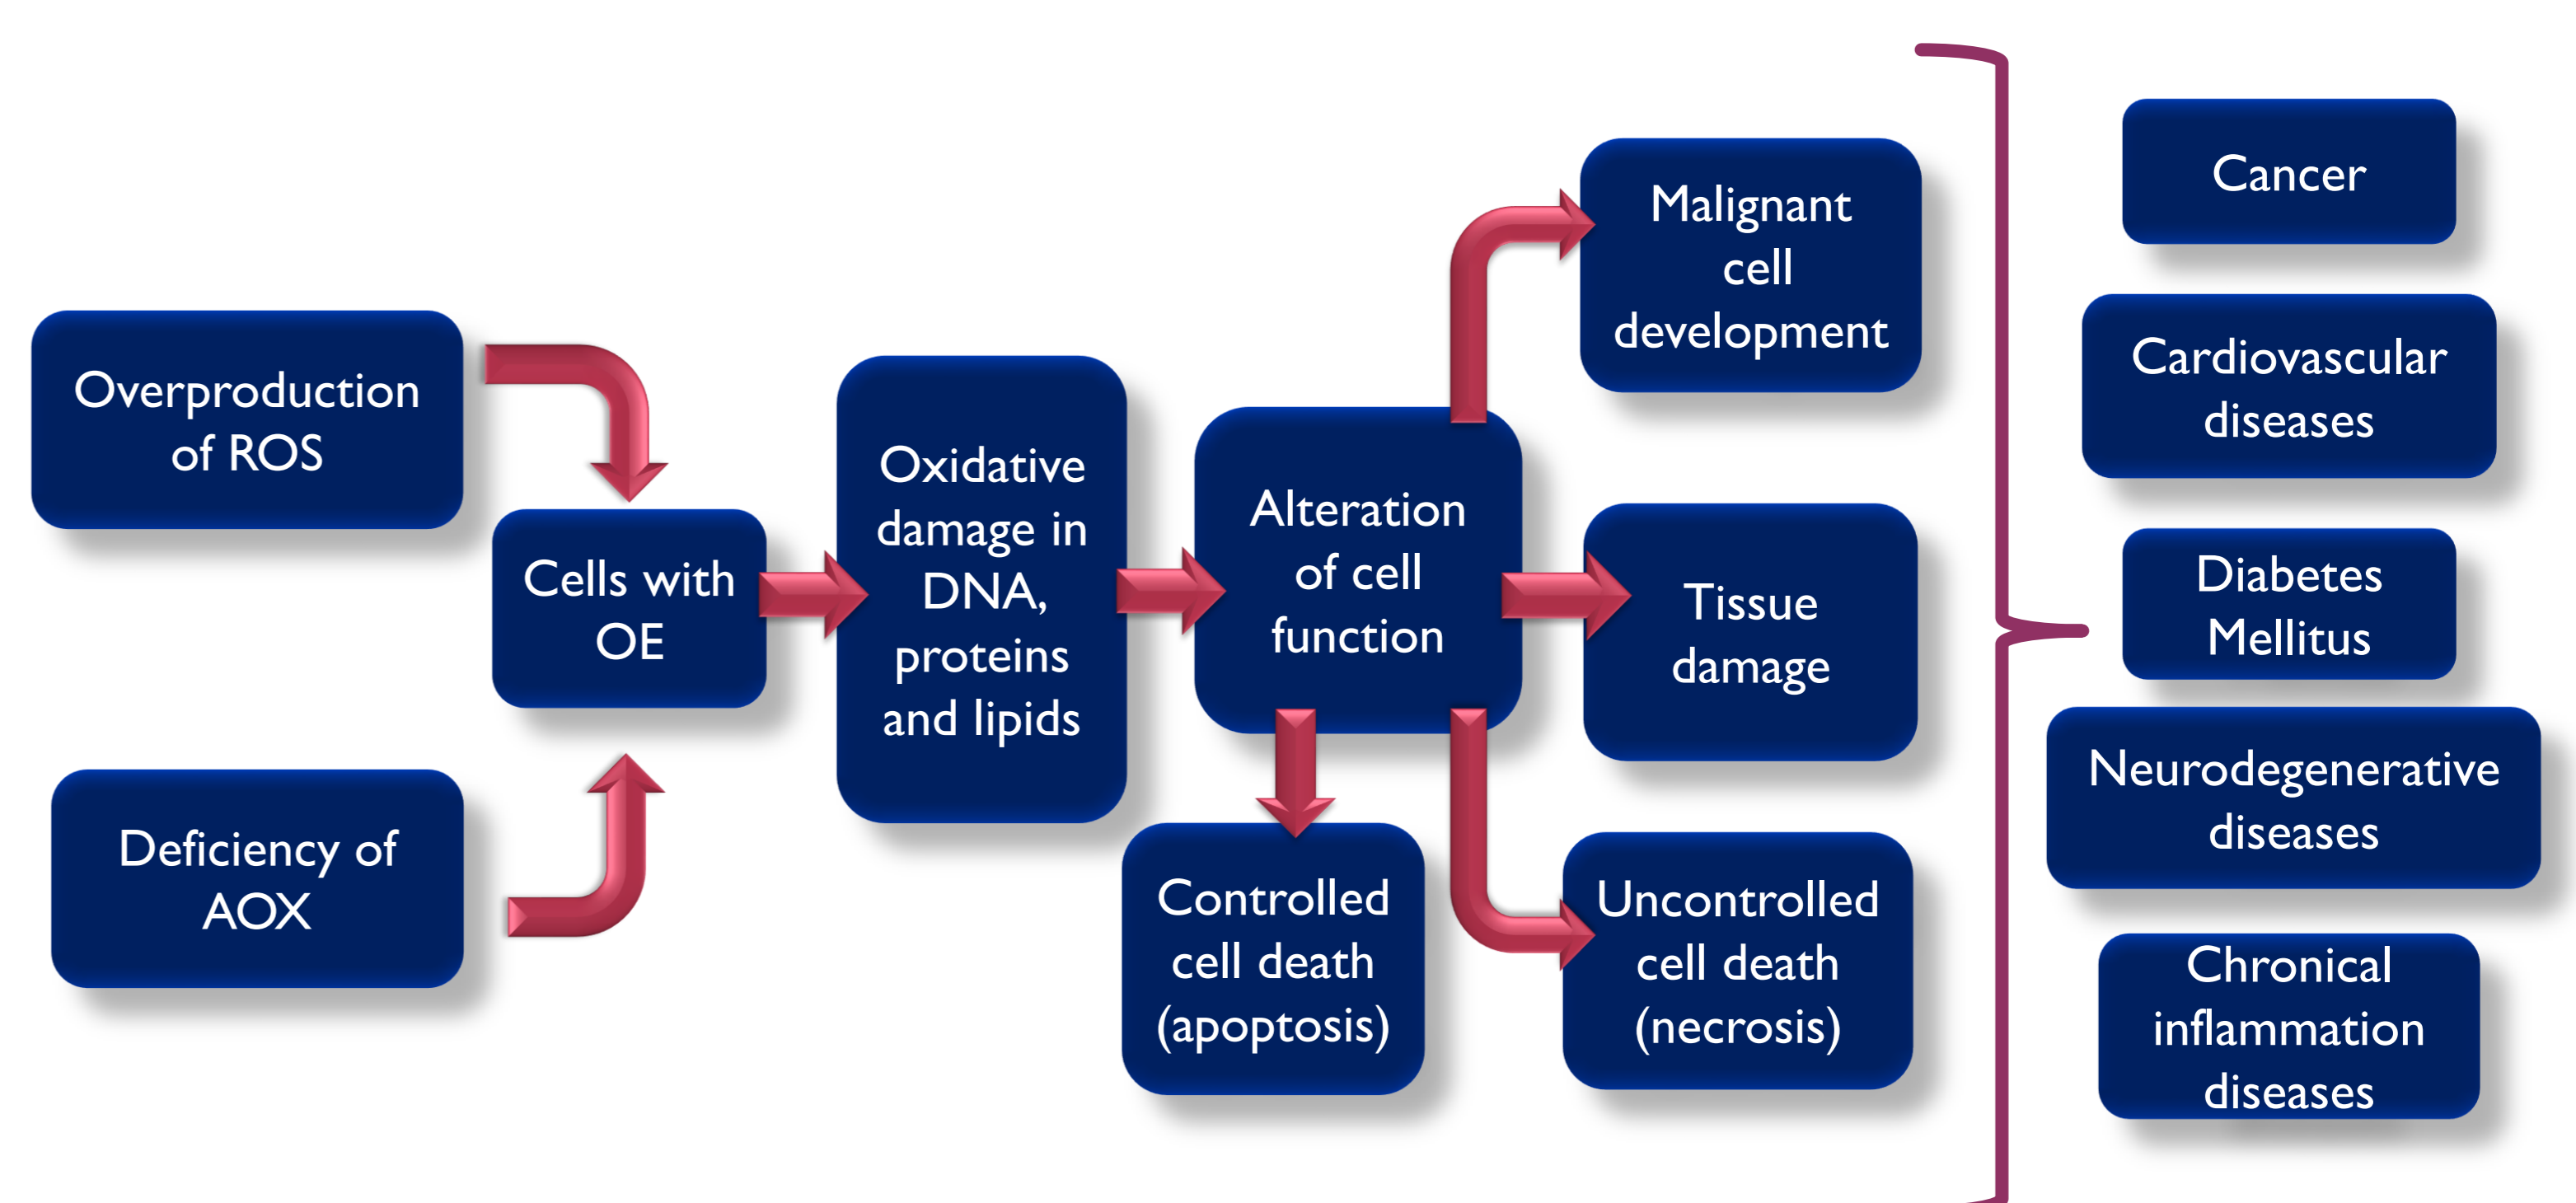 Overproduction
of ROS
Deficiency of
AOX
Cells with
OE
Oxidative
damage in
DNA,
proteins
and lipids
Alteration
of cell
function
Malignant
cell
development
Tissue
damage
Controlled
cell death
(apoptosis)
Uncontrolled
cell death
(necrosis)
Cancer
Cardiovascular
diseases
Diabetes
Mellitus
Neurodegenerative
diseases
Chronical
inflammation
diseases